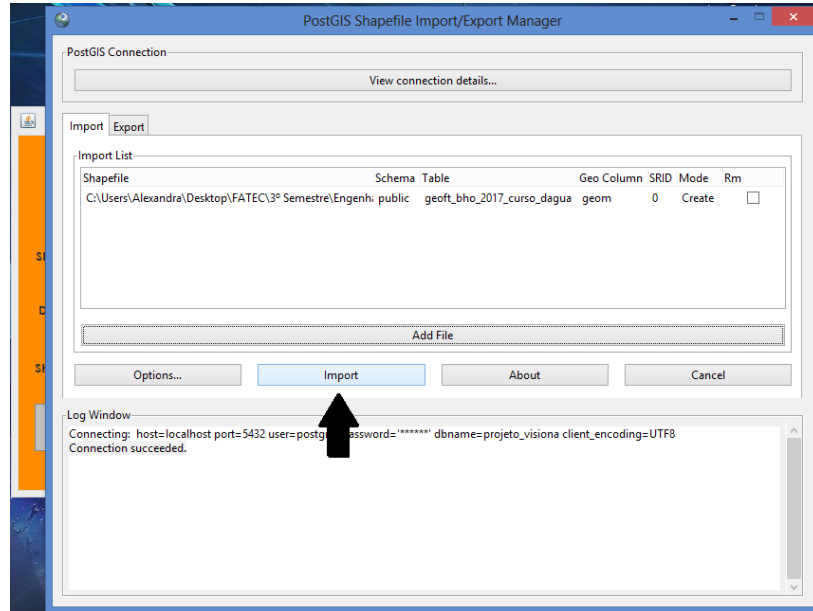 PostGIS Shapefile Import/Export Manager
PostGIS Connection
View connection details...
Import Export
Import List
Shapefile Schema Table Geo Column SRID Mode Rm
C:\Users\Alexandra\Desktop\FATEC\3º Semestre\Engenh public geoft_bho_2017_curso_dagua geom 0 Create
Add File
Options... Import About Cancel
Log Window
Connecting: host=localhost port=5432 user=postg assword='******' dbname=projeto_visiona client_encoding=UTF8
Connection succeeded.